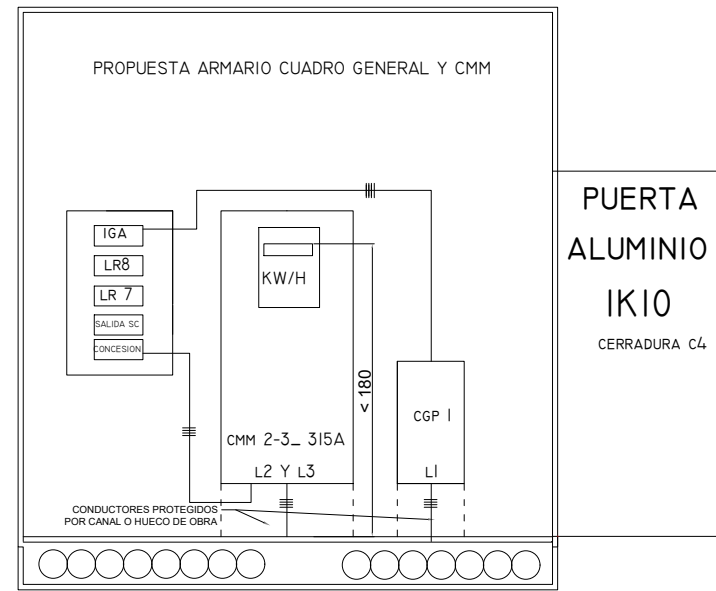 PROPUESTA ARMARIO CUADRO GENERAL Y CMM
PUERTA
ALUMINIO
IK10
CERRADURA C4
IGA
LR8
LR 7
SALIDA SC
CONCESION
KW/H
< 180
CGP 1
CMM 2-3_ 315A
L2 Y L3
L1
CONDUCTORES PROTEGIDOS
POR CANAL O HUECO DE OBRA